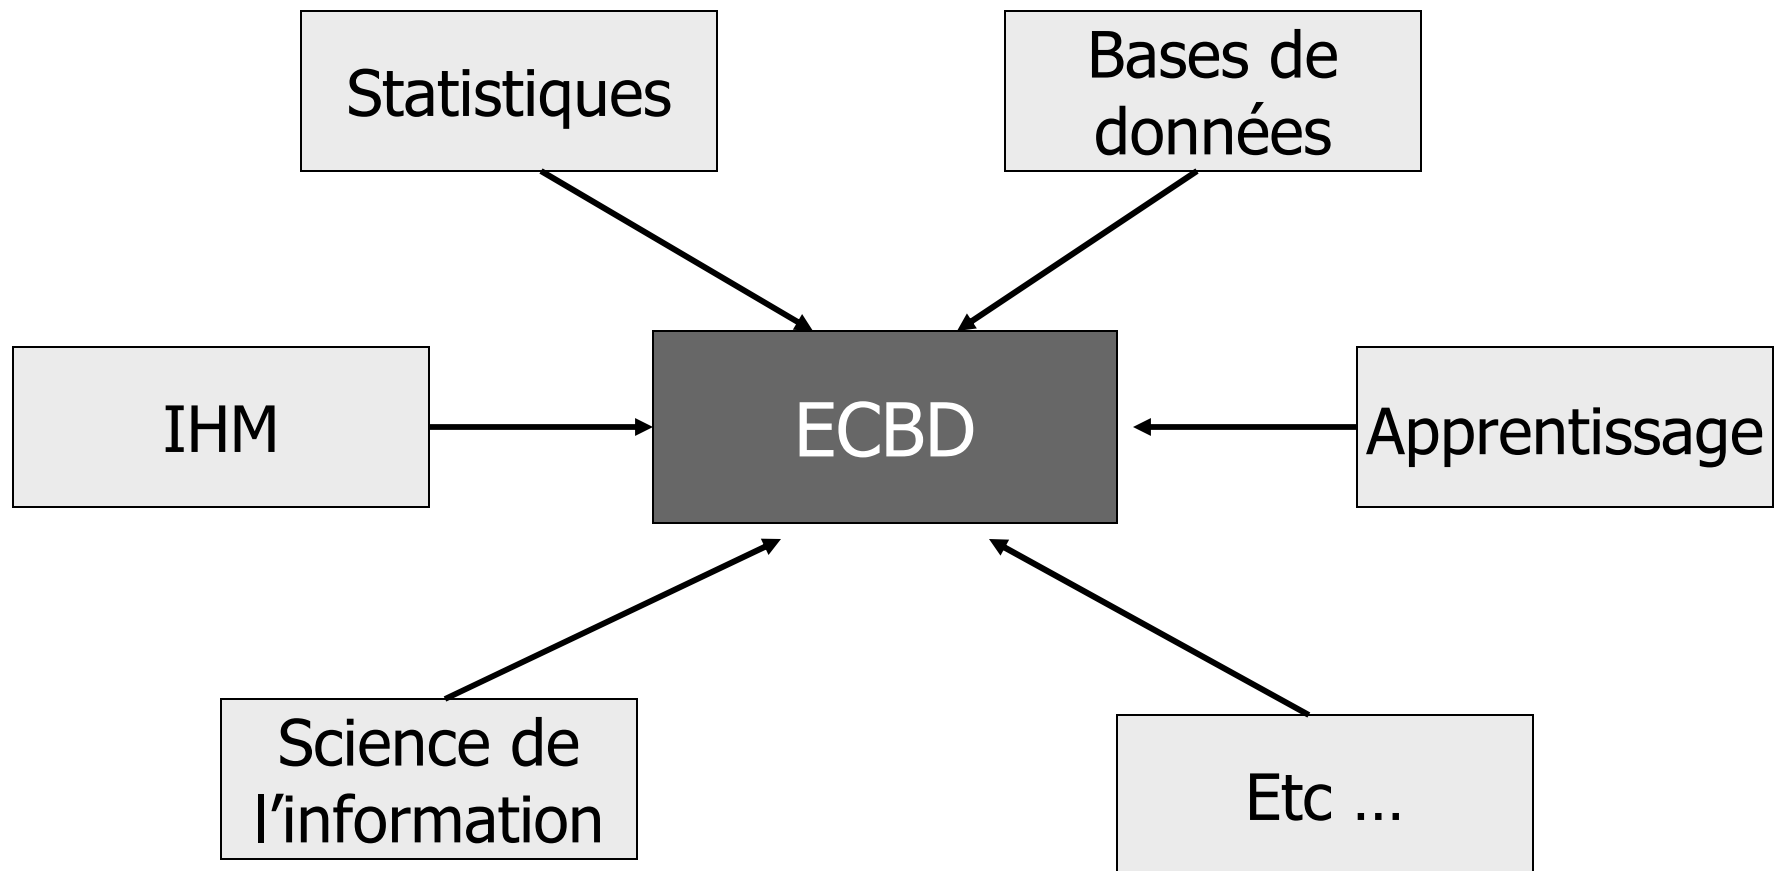 Statistiques
Bases de
données
IHM
ECBD
Apprentissage
Science de
l’information
Etc ...